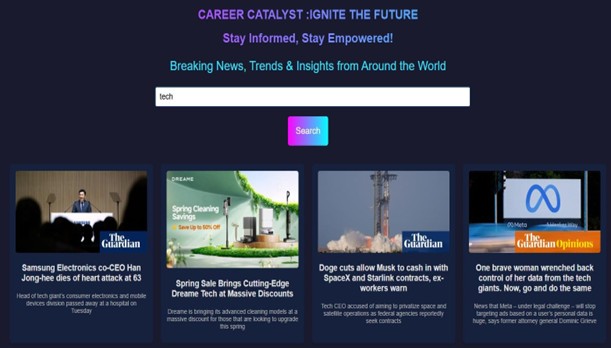 CAREER CATALYST :IGNITE THE FUTURE
Stay Informed, Stay Empowered!
Breaking News, Trends & Insights from Around the World
tech
Search
The
Guardian
DREAME
Spring Cleaning
Savings
Save Up to 60% Off
The
Guardian
Meta
The
Guardian Opinions
Samsung Electronics co-CEO Han
Jong-hee dies of heart attack at 63
Head of tech giant's consumer electronics and mobile
devices division passed away at a hospital on
Tuesday
Spring Sale Brings Cutting-Edge
Dreame Tech at Massive Discounts
Dreame is bringing its advanced cleaning models at a
massive discount for those that are looking to upgrade
this spring
Doge cuts allow Musk to cash in with
SpaceX and Starlink contracts, ex-
workers warn
Tech CEO accused of aiming to privatize space and
satellite operations as federal agencies reportedly
seek contracts
One brave woman wrenched back
control of her data from the tech
giants. Now, go and do the same
News that Meta – under legal challenge – will stop
targeting ads based on a user's personal data is
huge, says former attorney general Dominic Grieve